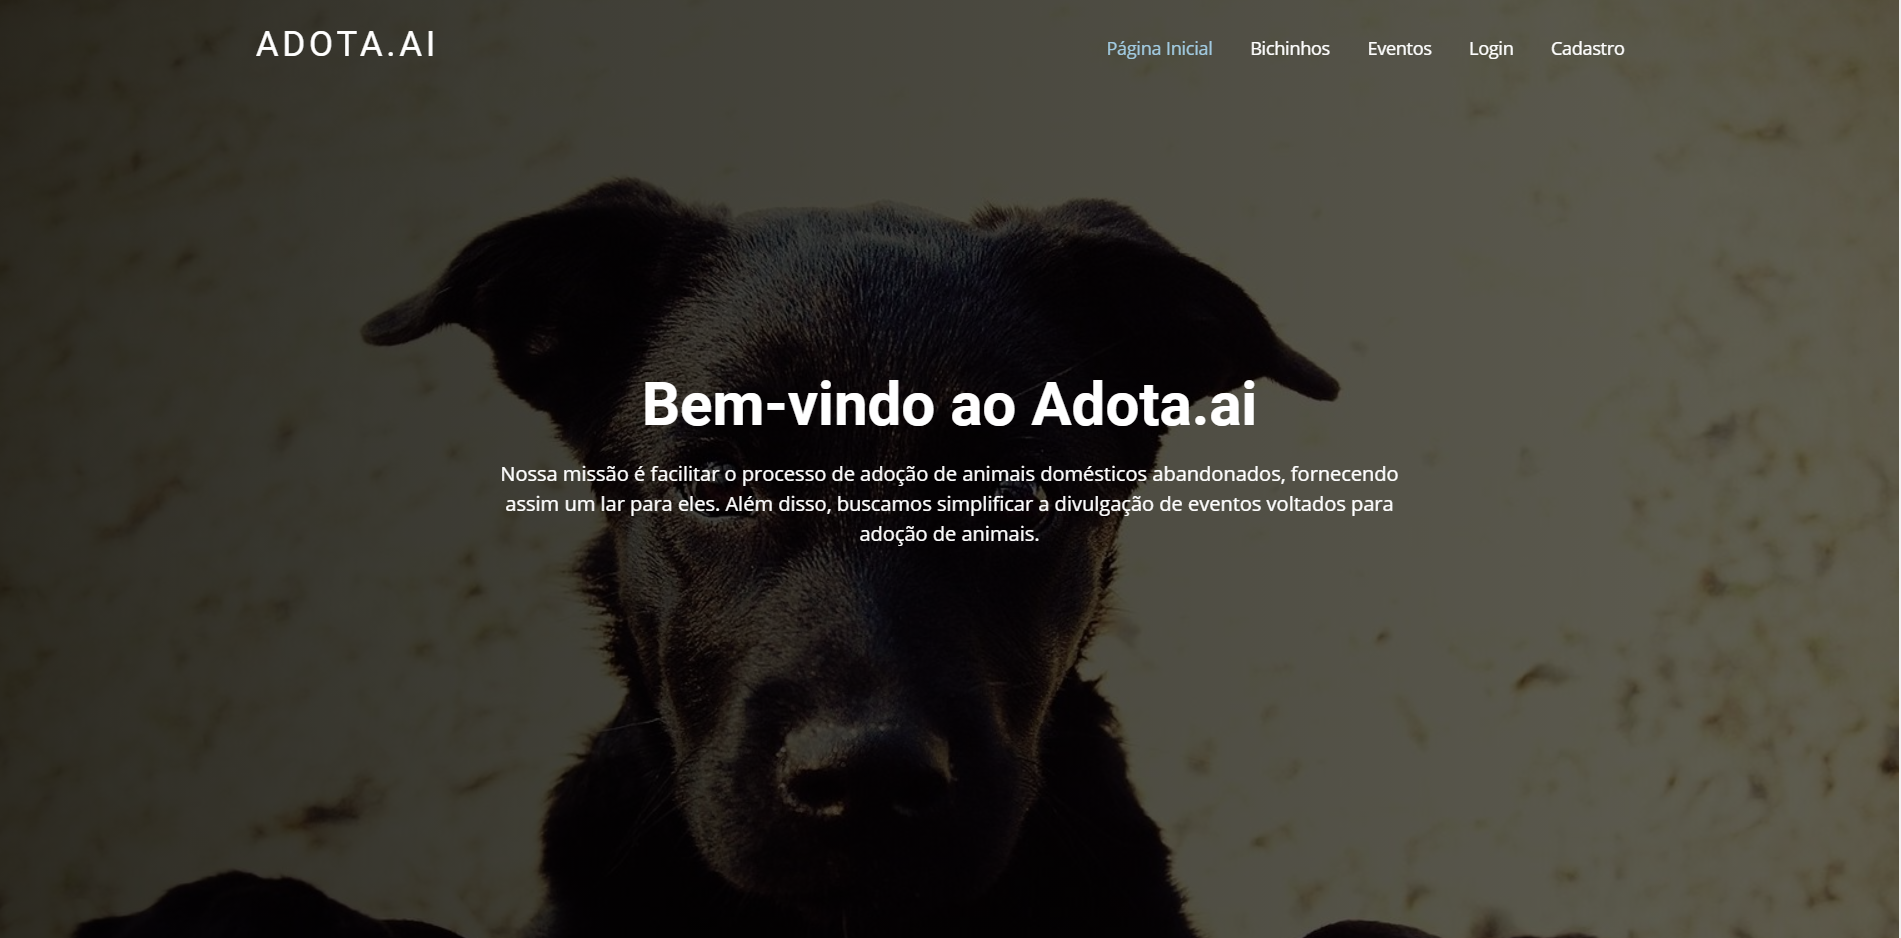 ADOTA.AI
Página Inicial Bichinhos Eventos Login Cadastro
Bem-vindo ao Adota.ai
Nossa missão é facilitar o processo de adoção de animais domésticos abandonados, fornecendo
assim um lar para eles. Além disso, buscamos simplificar a divulgação de eventos voltados para
adoção de animais.